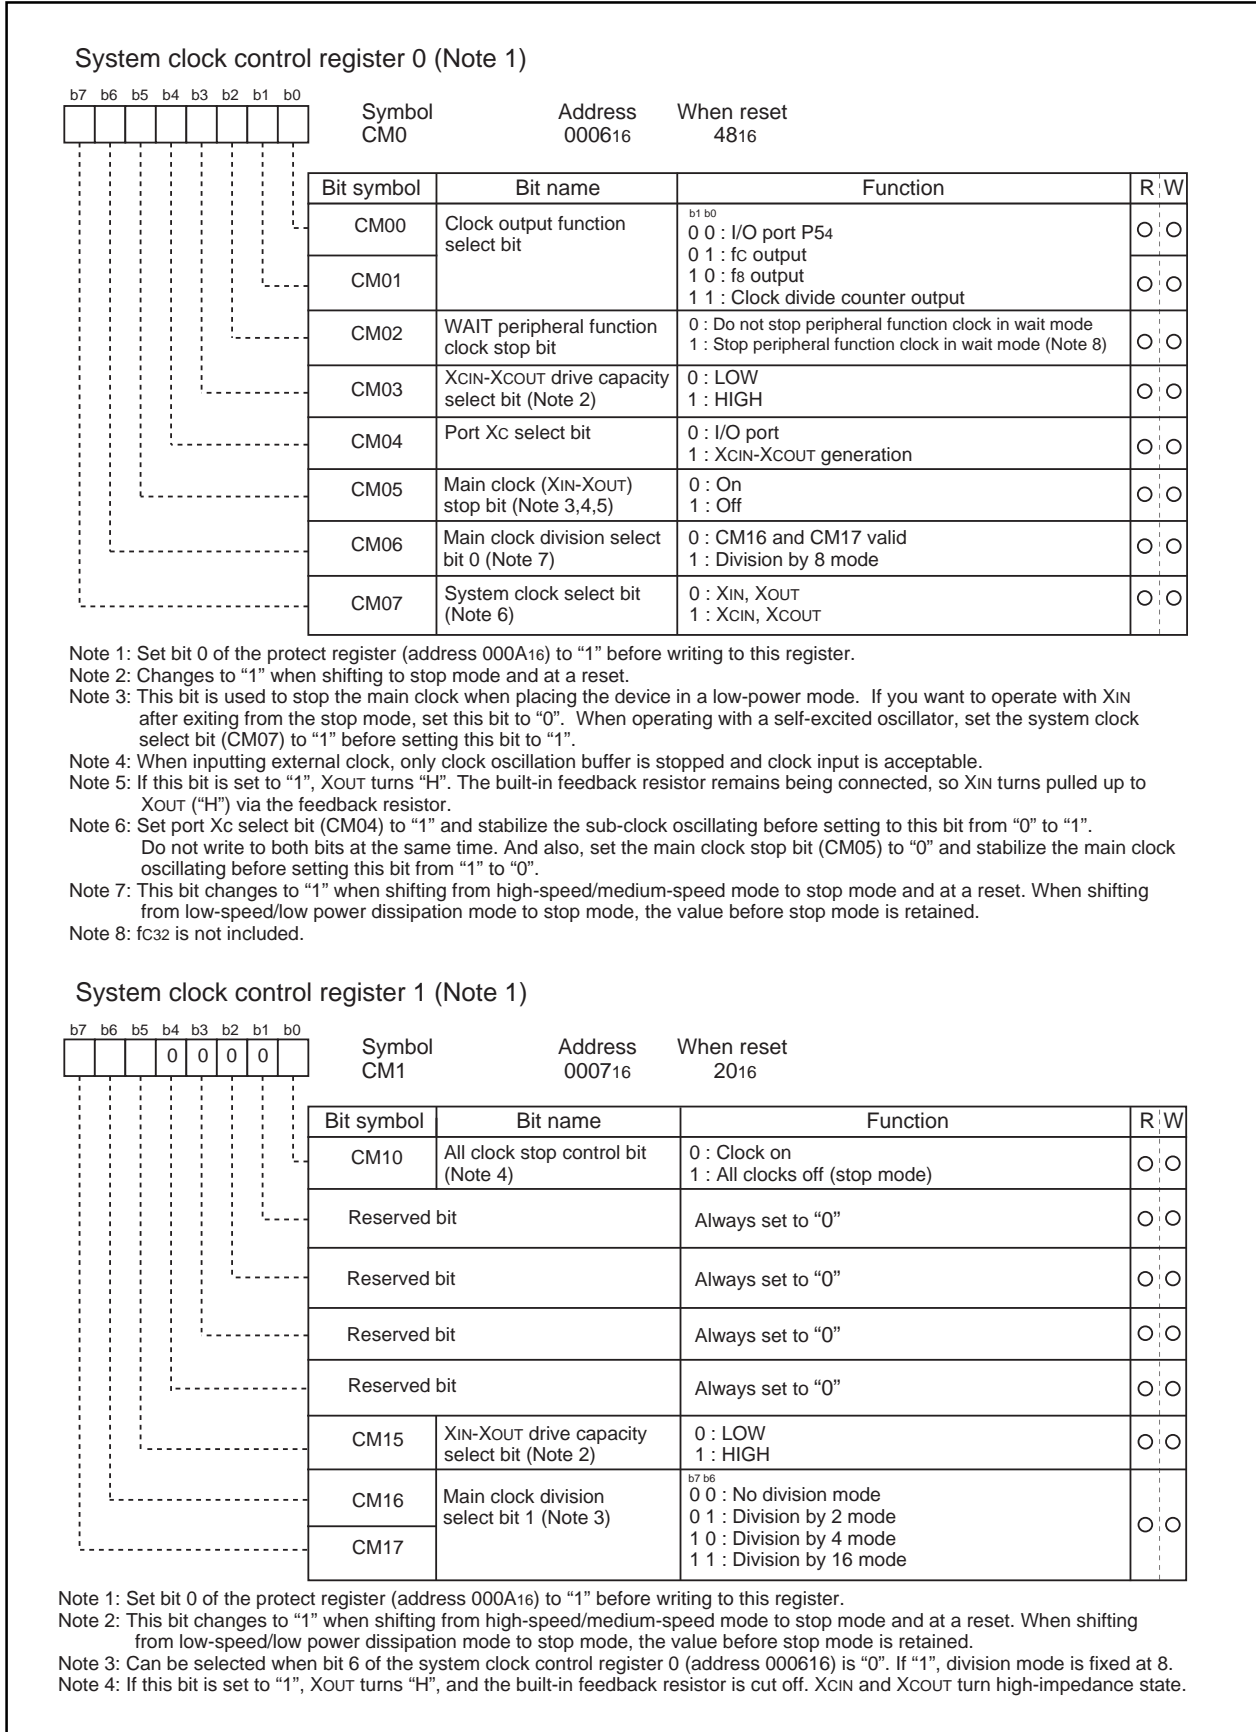 System clock control register 0 (Note 1)
b7 b6 b5 b4 b3 b2 b1 b0
Symbol Address When reset
CM0 000616 4816
Bit symbol Bit name Function R W
CM00 Clock output function select bit
b1 b0
0 0 : I/O port P54
0 1 : fC output
1 0 : f8 output
1 1 : Clock divide counter output
CM01
CM02 WAIT peripheral function clock stop bit
0 : Do not stop peripheral function clock in wait mode
1 : Stop peripheral function clock in wait mode (Note 8)
CM03 XCIN-XCOUT drive capacity select bit (Note 2)
0 : LOW
1 : HIGH
CM04 Port XC select bit
0 : I/O port
1 : XCIN-XCOUT generation
CM05 Main clock (XIN-XOUT) stop bit (Note 3,4,5)
0 : On
1 : Off
CM06 Main clock division select bit 0 (Note 7)
0 : CM16 and CM17 valid
1 : Division by 8 mode
CM07 System clock select bit (Note 6)
0 : XIN, XOUT
1 : XCIN, XCOUT
Note 1: Set bit 0 of the protect register (address 000A16) to “1” before writing to this register.
Note 2: Changes to “1” when shifting to stop mode and at a reset.
Note 3: This bit is used to stop the main clock when placing the device in a low-power mode. If you want to operate with XIN
after exiting from the stop mode, set this bit to “0”. When operating with a self-excited oscillator, set the system clock
select bit (CM07) to “1” before setting this bit to “1”.
Note 4: When inputting external clock, only clock oscillation buffer is stopped and clock input is acceptable.
Note 5: If this bit is set to “1”, XOUT turns “H”. The built-in feedback resistor remains being connected, so XIN turns pulled up to
XOUT (“H”) via the feedback resistor.
Note 6: Set port Xc select bit (CM04) to “1” and stabilize the sub-clock oscillating before setting to this bit from “0” to “1”.
Do not write to both bits at the same time. And also, set the main clock stop bit (CM05) to “0” and stabilize the main clock
oscillating before setting this bit from “1” to “0”.
Note 7: This bit changes to “1” when shifting from high-speed/medium-speed mode to stop mode and at a reset. When shifting
from low-speed/low power dissipation mode to stop mode, the value before stop mode is retained.
Note 8: fC32 is not included.
System clock control register 1 (Note 1)
b7 b6 b5 b4 b3 b2 b1 b0
0 0 0 0
Symbol Address When reset
CM1 000716 2016
Bit symbol Bit name Function R W
CM10 All clock stop control bit (Note 4)
0 : Clock on
1 : All clocks off (stop mode)
Reserved bit Always set to “0”
Reserved bit Always set to “0”
Reserved bit Always set to “0”
Reserved bit Always set to “0”
CM15 XIN-XOUT drive capacity select bit (Note 2)
0 : LOW
1 : HIGH
CM16 Main clock division select bit 1 (Note 3)
b7 b6
0 0 : No division mode
0 1 : Division by 2 mode
1 0 : Division by 4 mode
1 1 : Division by 16 mode
CM17
Note 1: Set bit 0 of the protect register (address 000A16) to “1” before writing to this register.
Note 2: This bit changes to “1” when shifting from high-speed/medium-speed mode to stop mode and at a reset. When shifting
from low-speed/low power dissipation mode to stop mode, the value before stop mode is retained.
Note 3: Can be selected when bit 6 of the system clock control register 0 (address 000616) is “0”. If “1”, division mode is fixed at 8.
Note 4: If this bit is set to “1”, XOUT turns “H”, and the built-in feedback resistor is cut off. XCIN and XCOUT turn high-impedance state.